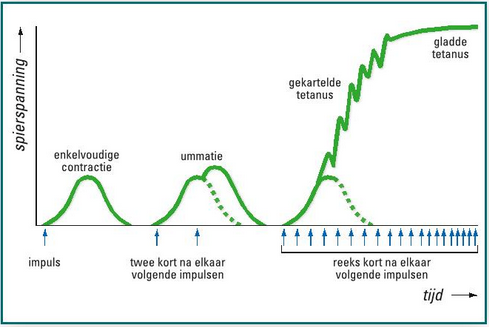 spierspanning
enkelvoudige
contractie
ummatie
gekartelde
tetanus
gladde
tetanus
impuls
twee kort na elkaar
volgende impulsen
reeks kort na elkaar
volgende impulsen
tijd